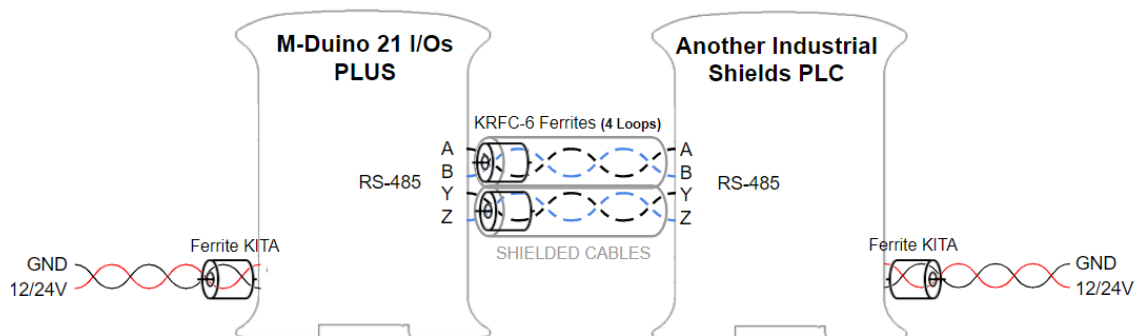 M-Duino 21 I/Os
PLUS
Another Industrial
Shields PLC
KRFC-6 Ferrites (4 Loops)
A
B
Y
Z
RS-485
A
B
Y
Z
RS-485
SHIELDED CABLES
Ferrite KITA
GND
12/24V
Ferrite KITA
GND
12/24V